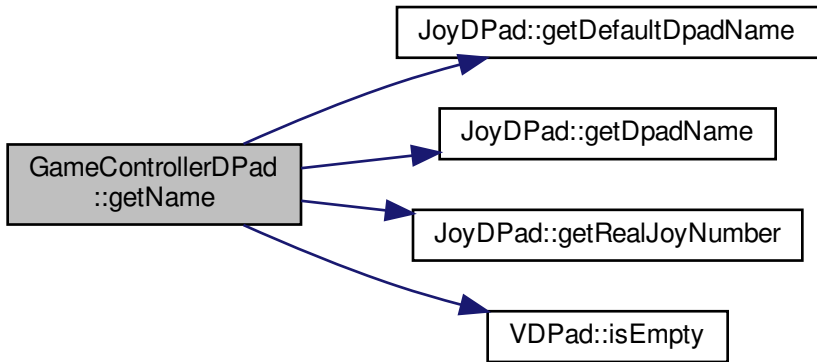 GameControllerDPad
::getName
JoyDPad::getDefaultDpadName
JoyDPad::getDpadName
JoyDPad::getRealJoyNumber
VDPad::isEmpty